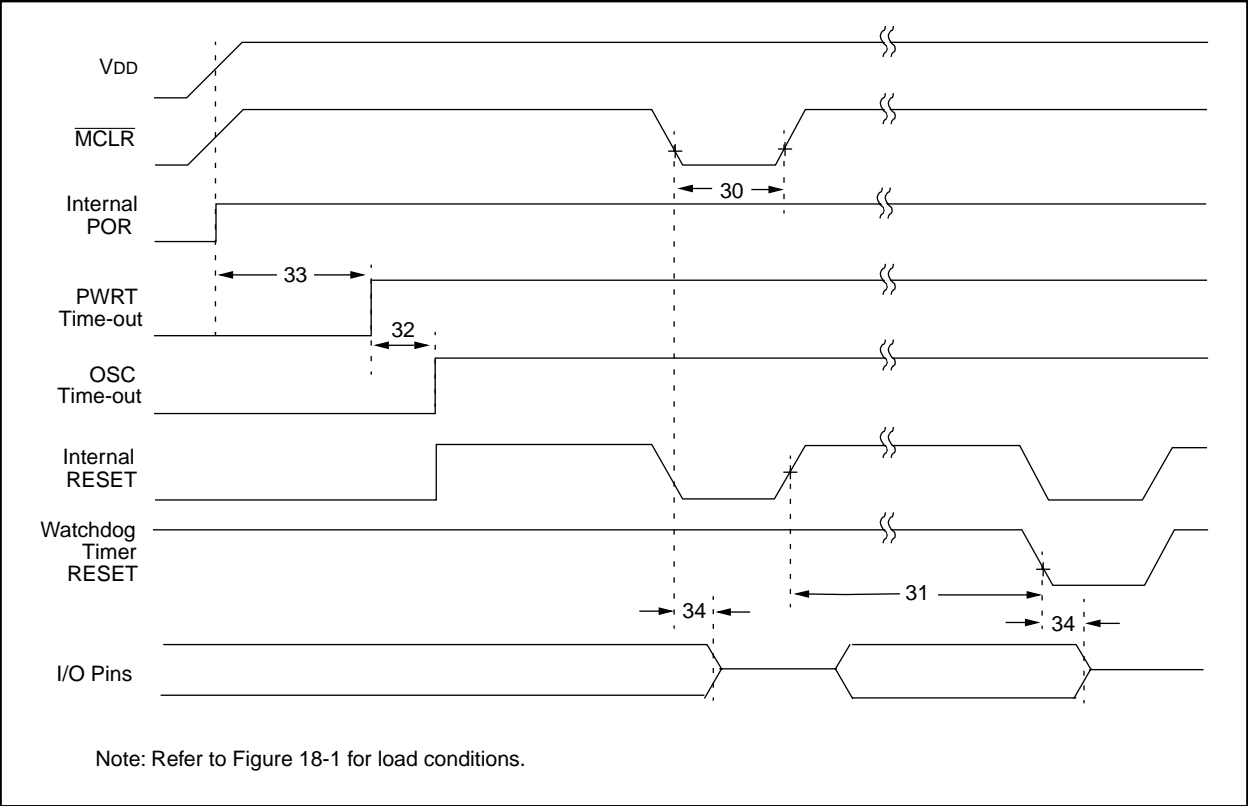 VDD
MCLR
Internal
POR
30
33
PWRT
Time-out
32
OSC
Time-out
Internal
RESET
Watchdog
Timer
RESET
31
34
34
I/O Pins
Note: Refer to Figure 18-1 for load conditions.